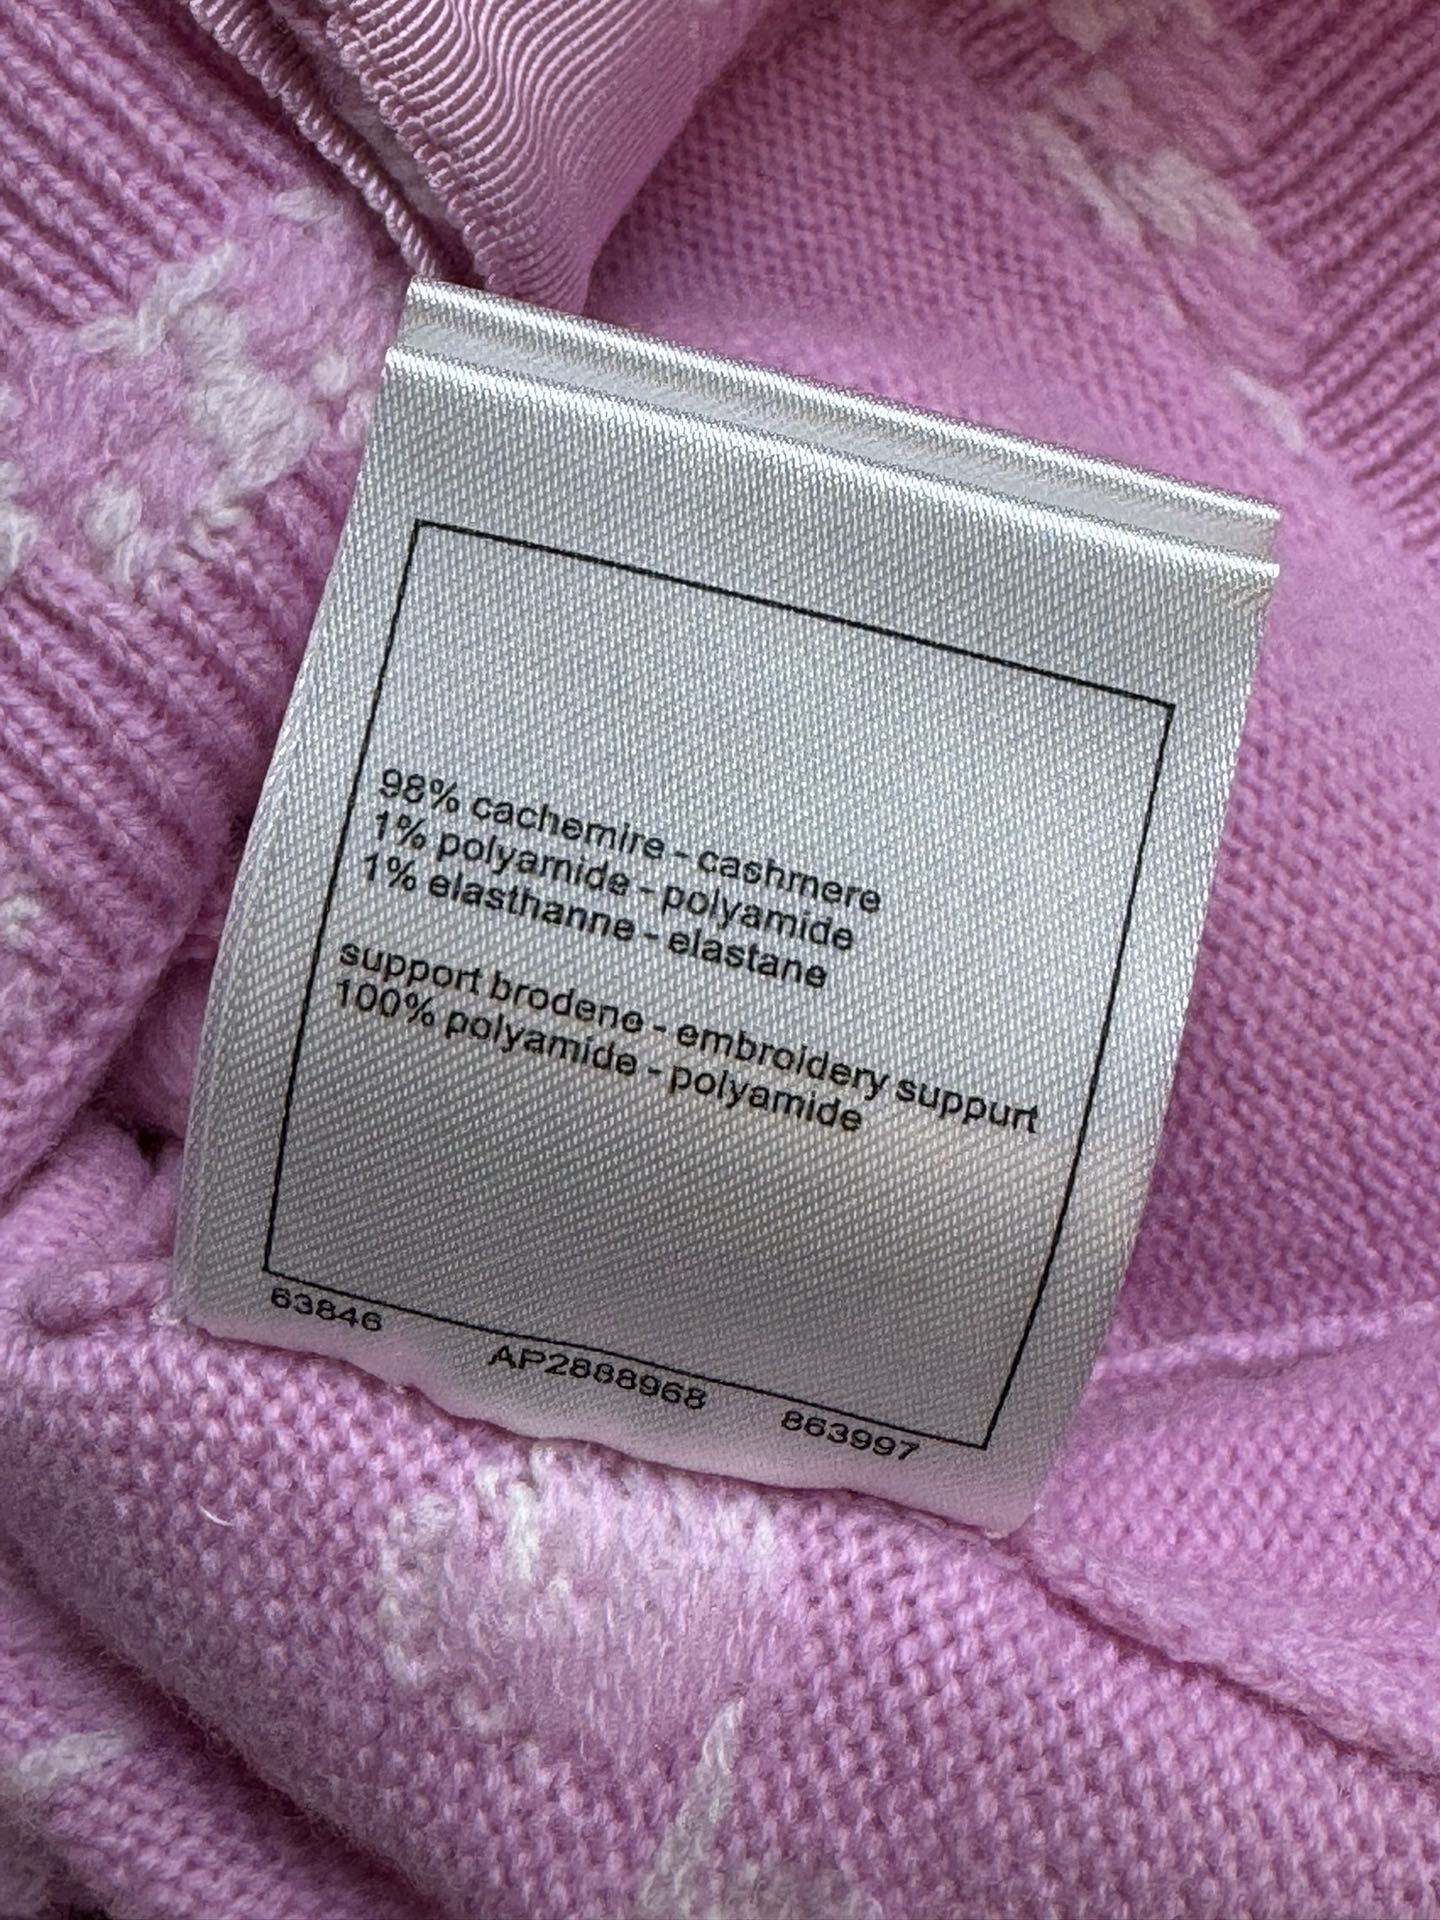 98% cachemire - cashmere
1% polyamide - polyamide
1% elasthanne - elastane
support brodene - embroidery suppurt
100% polyamide - polyamide
63846 AP2888968 863997